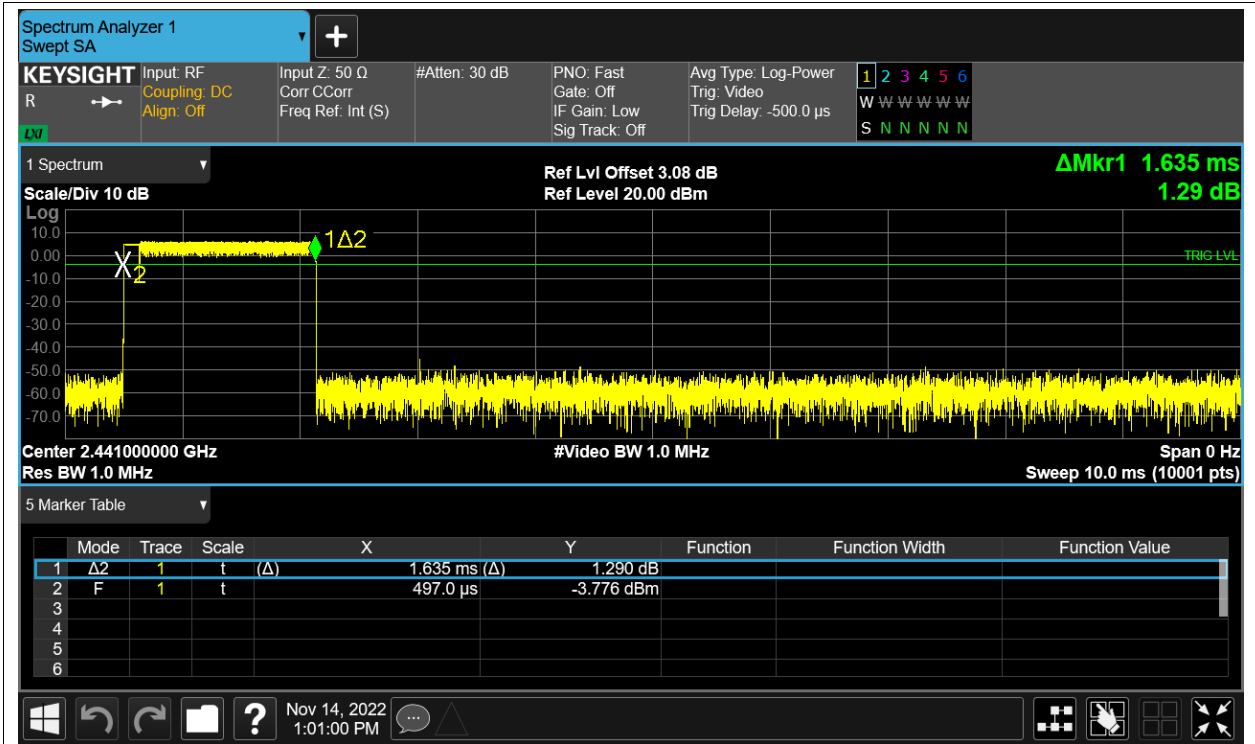 Spectrum Analyzer 1
Swept SA
KEYSIGHT
R
LXI
Input: RF
Coupling: DC
Align: Off
Input Z: 50 Ω
Corr CCorr
Freq Ref: Int (S)
#Atten: 30 dB
PNO: Fast
Gate: Off
IF Gain: Low
Sig Track: Off
Avg Type: Log-Power
Trig: Video
Trig Delay: -500.0 µs
1 2 3 4 5 6
W W W W W W
S N N N N N
1 Spectrum
Scale/Div 10 dB
Ref Lvl Offset 3.08 dB
Ref Level 20.00 dBm
ΔMkr1 1.635 ms
1.29 dB
Log
10.0
0.00
-10.0
-20.0
-30.0
-40.0
-50.0
-60.0
-70.0
1Δ2
2
TRIG LVL
Center 2.441000000 GHz
#Video BW 1.0 MHz
Span 0 Hz
Res BW 1.0 MHz
Sweep 10.0 ms (10001 pts)
5 Marker Table
Mode Trace Scale X Y Function Function Width Function Value
1 Δ2 1 t (Δ) 1.635 ms (Δ) 1.290 dB
2 F 1 t 497.0 µs -3.776 dBm
3
4
5
6
?
Nov 14, 2022
1:01:00 PM